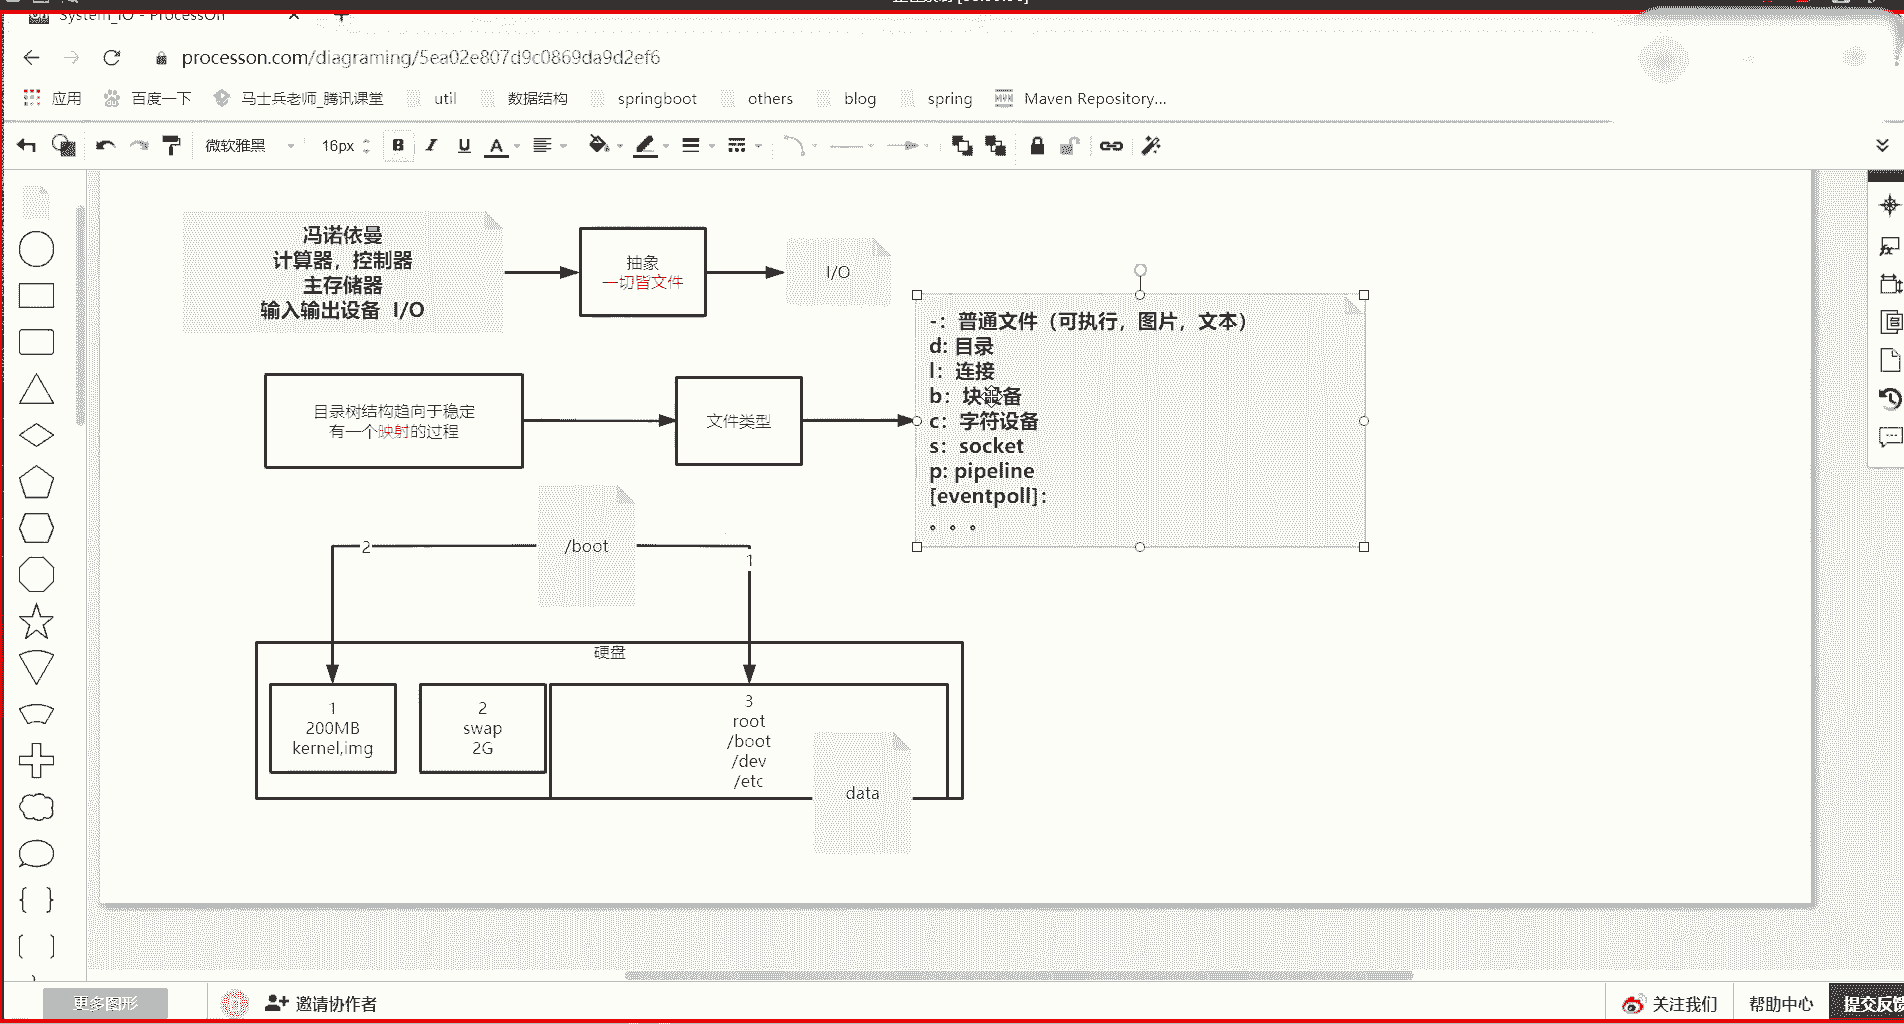 System_IO - ProcessOn
processon.com/diagraming/5ea02e807d9c0869da9d2ef6
应用
百度一下
马士兵老师_腾讯课堂
util
数据结构
springboot
others
blog
spring
Maven Repository...
微软雅黑
16px
B
I
U
A
冯诺依曼
计算器，控制器
主存储器
输入输出设备 I/O
抽象
一切皆文件
I/O
-：普通文件（可执行，图片，文本）
d: 目录
l：连接
b：块设备
c：字符设备
s：socket
p: pipeline
[eventpoll]：
。。。
目录树结构趋向于稳定
有一个映射的过程
文件类型
/boot
2
1
硬盘
1
200MB
kernel,img
2
swap
2G
3
root
/boot
/dev
/etc
data
更多图形
邀请协作者
关注我们
帮助中心
提交反馈